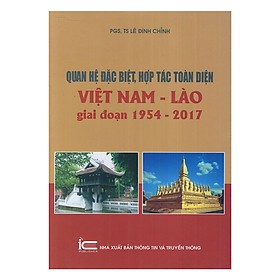 PGS, TS LÊ ĐÌNH CHỈNH
QUAN HỆ ĐẶC BIỆT, HỢP TÁC TOÀN DIỆN
VIỆT NAM - LÀO
giai đoạn 1954 - 2017
NHÀ XUẤT BẢN THÔNG TIN VÀ TRUYỀN THÔNG